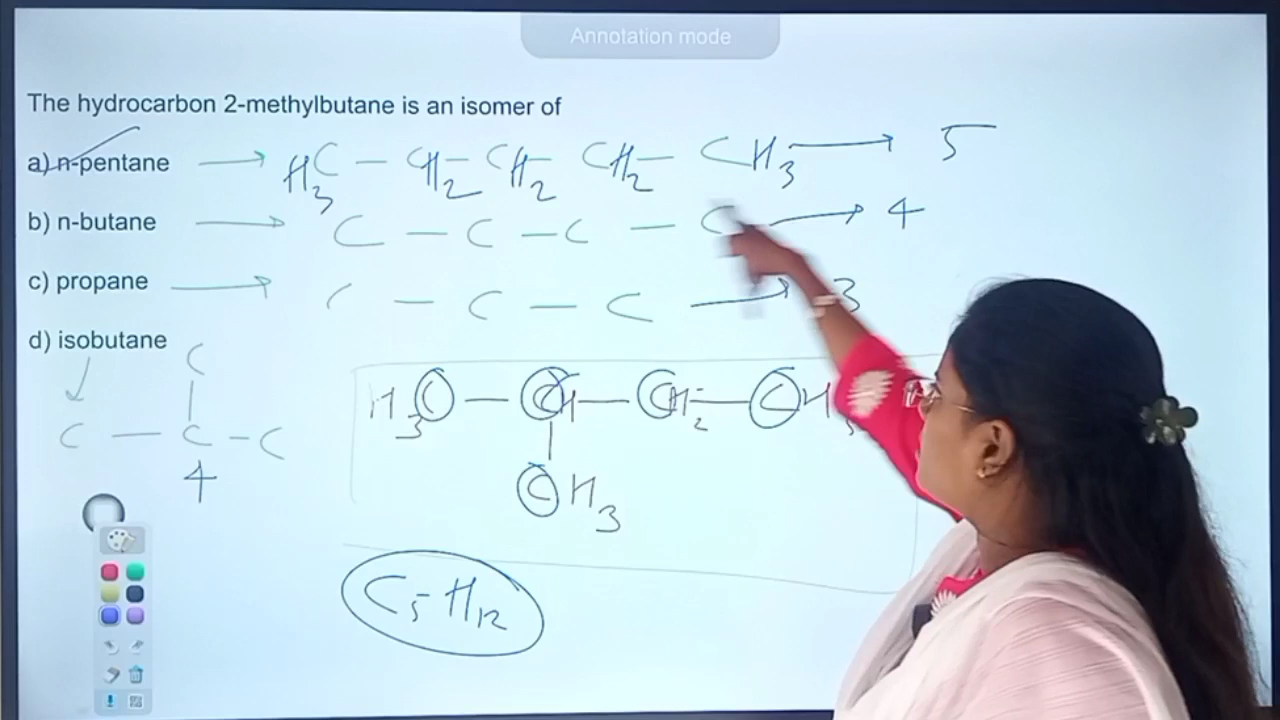 Annotation mode
The hydrocarbon 2-methylbutane is an isomer of
a) n-pentane → H3C - CH2 - CH2 CH2 - CH3 → 5
b) n-butane → C - C - C - C → 4
c) propane → C - C - C → 3
d) isobutane
C
C - C - C
4
H3C - CH - CH2 - CH
CH3
C5H12